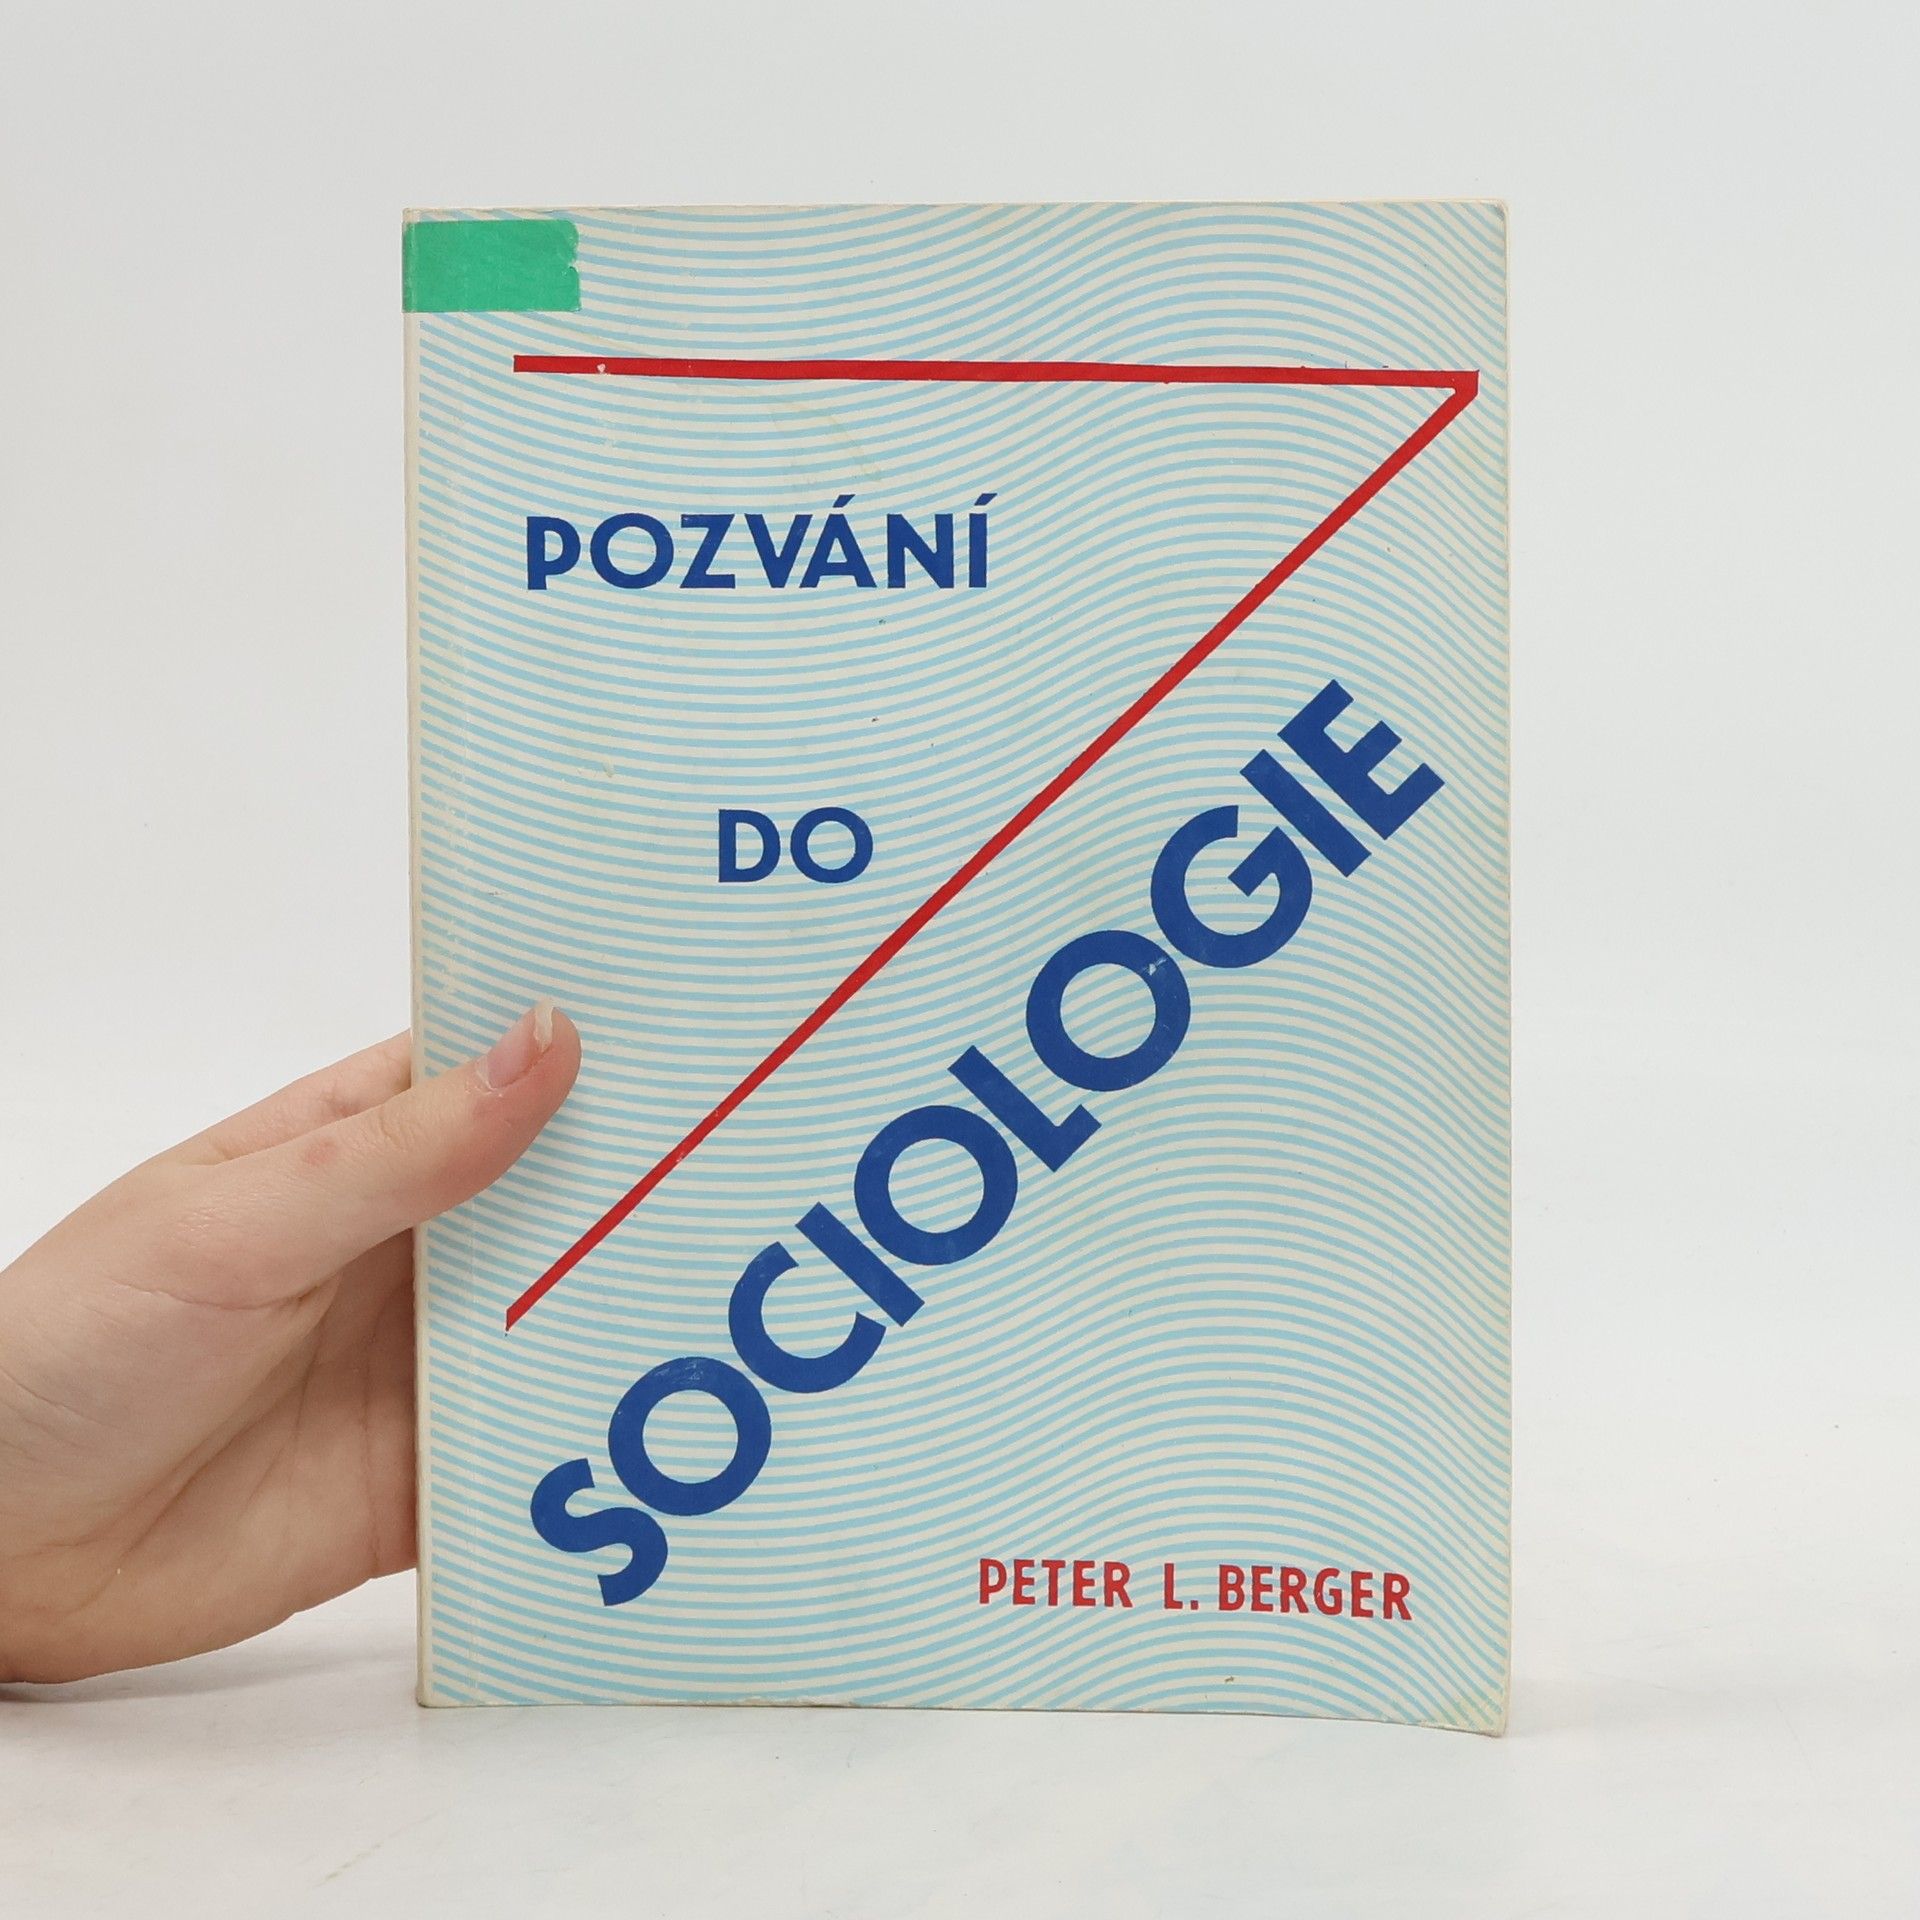 POZVÁNÍ
DO
SOCIOLOGIE
PETER L. BERGER